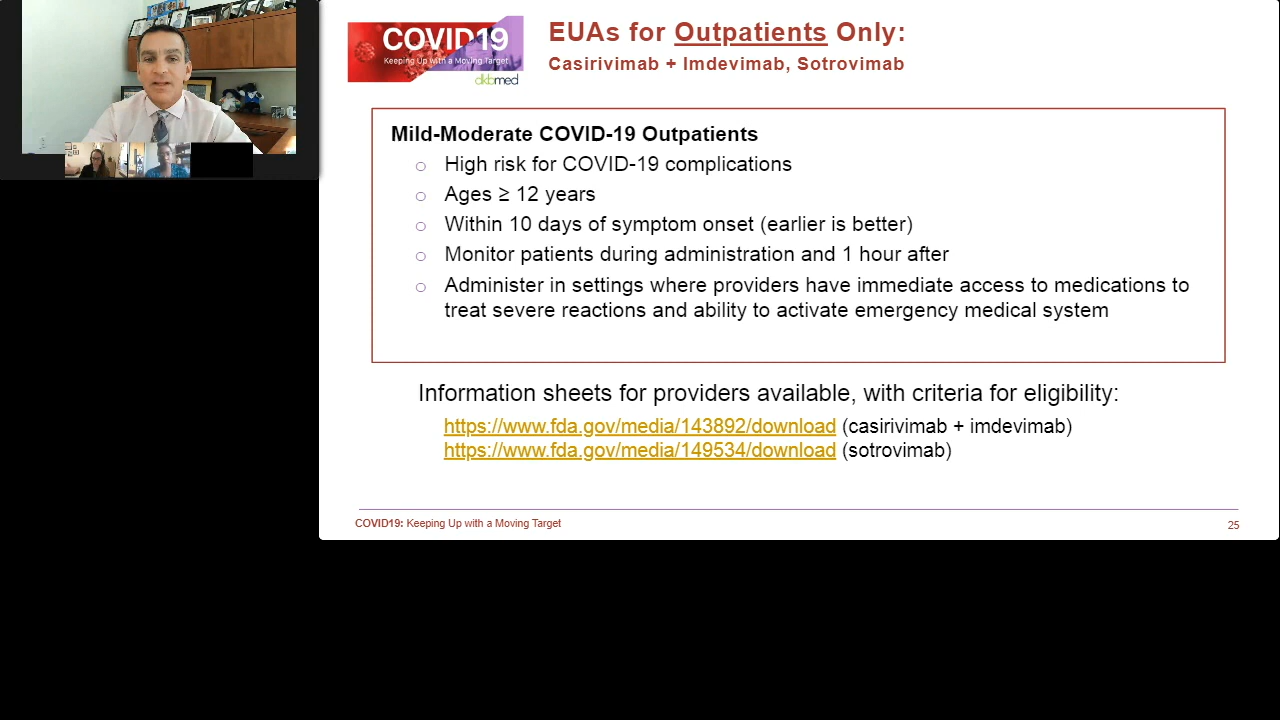 COVID19
Keeping Up with a Moving Target
dkbmed
EUAs for Outpatients Only:
Casirivimab + Imdevimab, Sotrovimab
Mild-Moderate COVID-19 Outpatients
High risk for COVID-19 complications
Ages ≥ 12 years
Within 10 days of symptom onset (earlier is better)
Monitor patients during administration and 1 hour after
Administer in settings where providers have immediate access to medications to
treat severe reactions and ability to activate emergency medical system
Information sheets for providers available, with criteria for eligibility:
https://www.fda.gov/media/143892/download (casirivimab + imdevimab)
https://www.fda.gov/media/149534/download (sotrovimab)
COVID19: Keeping Up with a Moving Target
25